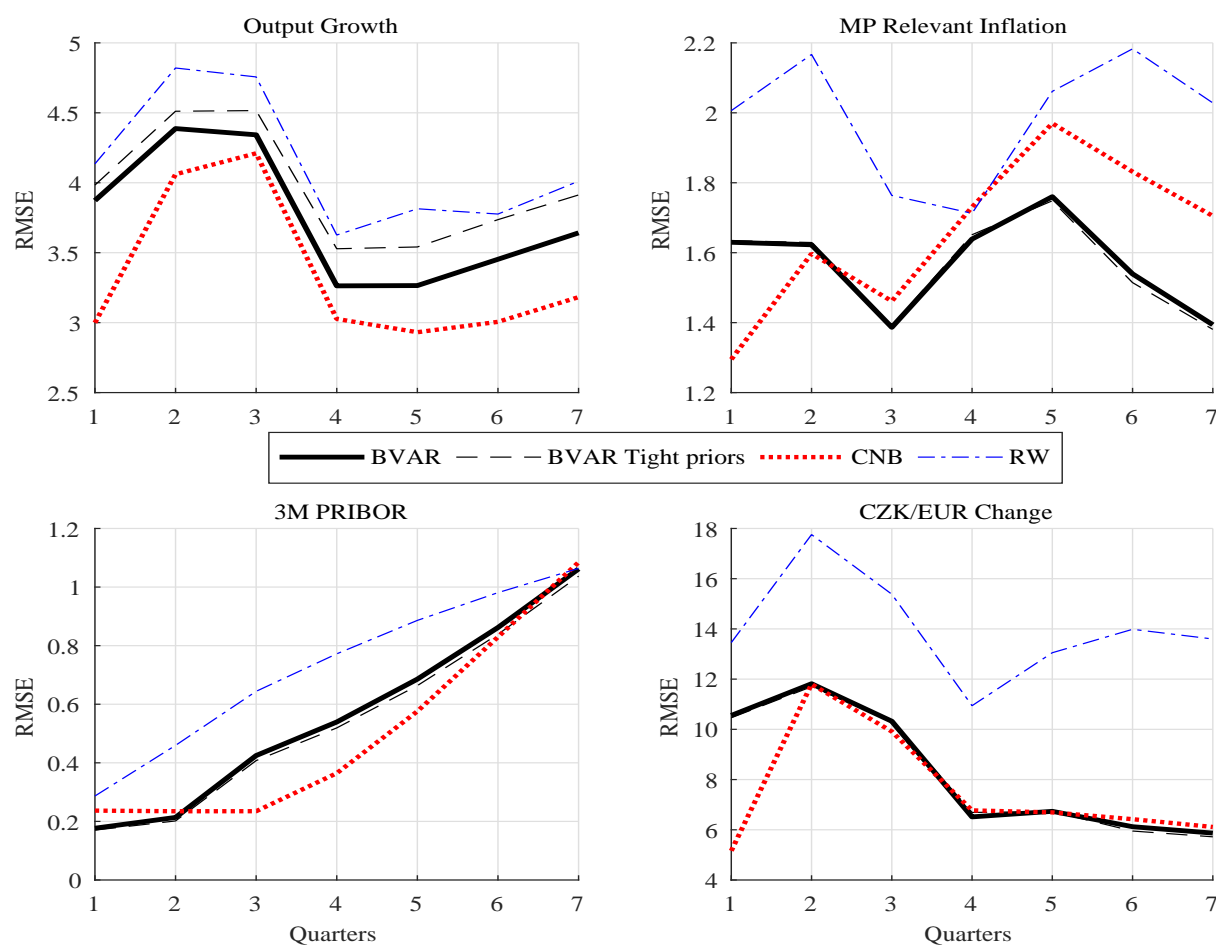 Output Growth
RMSE
5
4.5
4
3.5
3
2.5
1 2 3 4 5 6 7
MP Relevant Inflation
RMSE
2.2
2
1.8
1.6
1.4
1.2
1 2 3 4 5 6 7
BVAR BVAR Tight priors CNB RW
3M PRIBOR
RMSE
1.2
1
0.8
0.6
0.4
0.2
0
1 2 3 4 5 6 7
Quarters
CZK/EUR Change
RMSE
18
16
14
12
10
8
6
4
1 2 3 4 5 6 7
Quarters